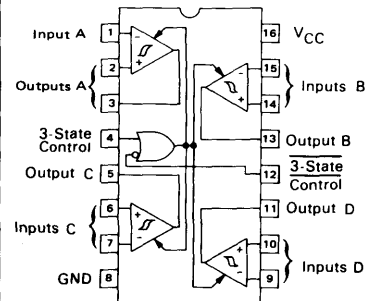 Input A 1 16 VCC
2 15 Inputs B
Outputs A
3 14
3-State Control 4 13 Output B
Output C 5 12 3-State Control
6 11 Output D
Inputs C
7 10 Inputs D
GND 8 9